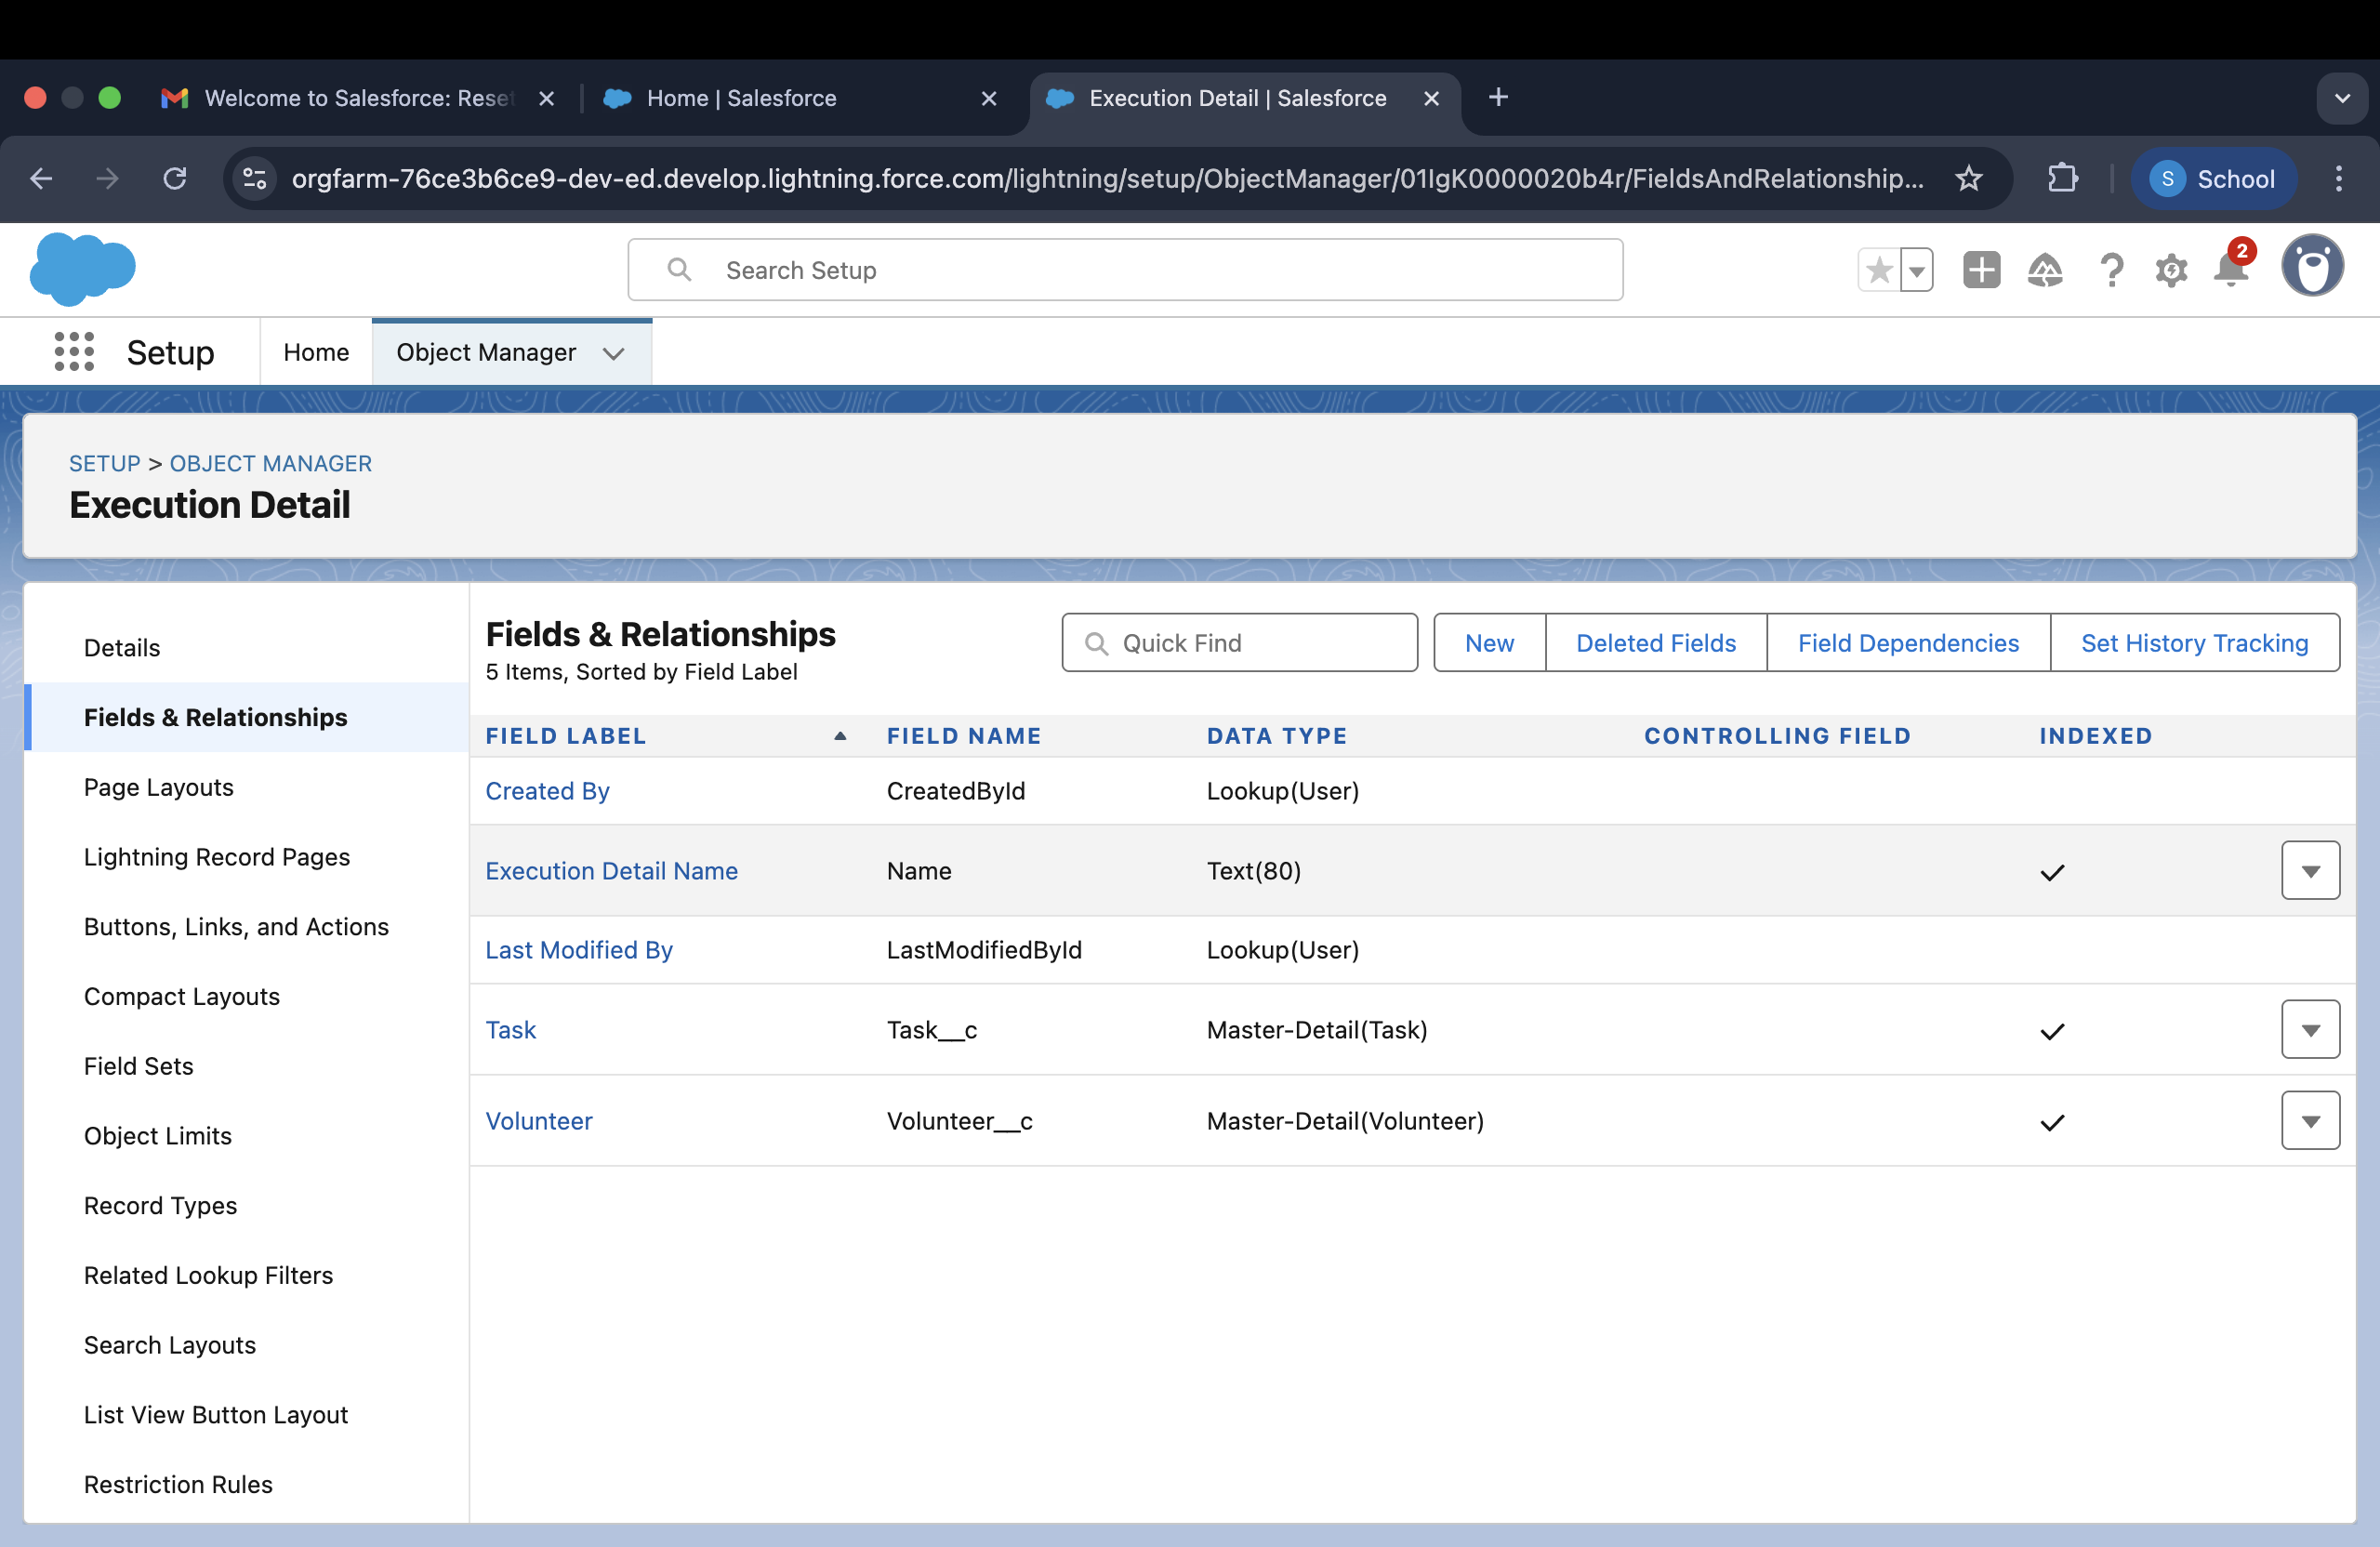 Welcome to Salesforce: Reset
Home | Salesforce
Execution Detail | Salesforce
orgfarm-76ce3b6ce9-dev-ed.develop.lightning.force.com/lightning/setup/ObjectManager/01IgK0000020b4r/FieldsAndRelationship...
S School
Search Setup
2
Setup
Home
Object Manager
SETUP > OBJECT MANAGER
Execution Detail
Details
Fields & Relationships
Page Layouts
Lightning Record Pages
Buttons, Links, and Actions
Compact Layouts
Field Sets
Object Limits
Record Types
Related Lookup Filters
Search Layouts
List View Button Layout
Restriction Rules
Fields & Relationships
5 Items, Sorted by Field Label
Quick Find
New
Deleted Fields
Field Dependencies
Set History Tracking
FIELD LABEL FIELD NAME DATA TYPE CONTROLLING FIELD INDEXED
Created By CreatedById Lookup(User)
Execution Detail Name Name Text(80)
Last Modified By LastModifiedById Lookup(User)
Task Task__c Master-Detail(Task)
Volunteer Volunteer__c Master-Detail(Volunteer)